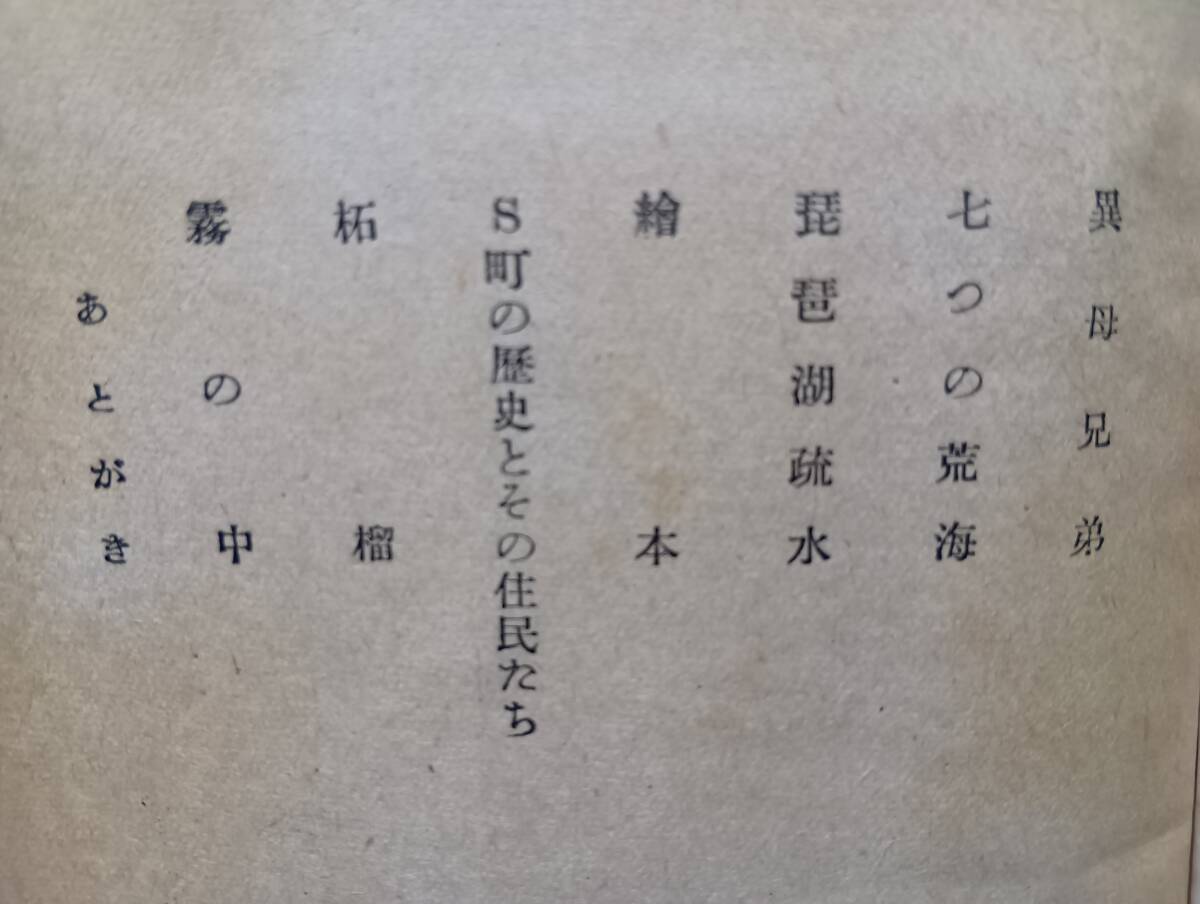 異母兄弟
七つの荒海
琵琶湖疏水
繪本
S町の歷史とその住民たち
柘榴
霧の中
あとがき